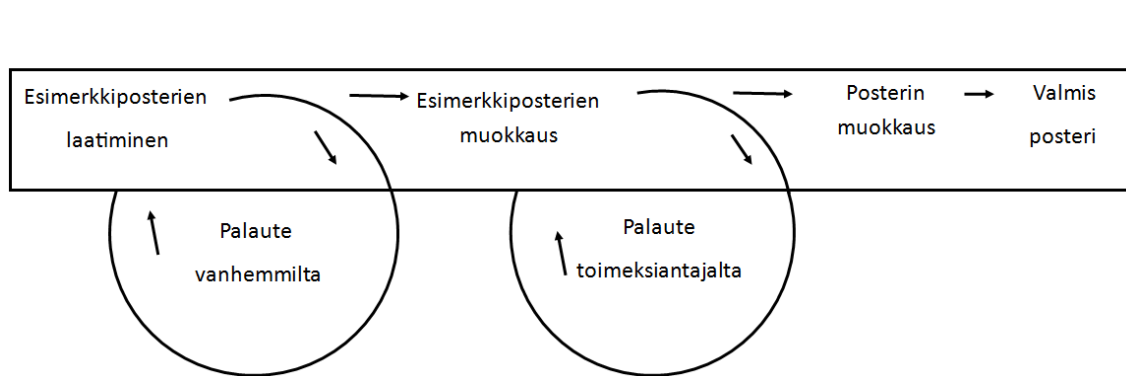 Esimerkkiposterien
laatiminen
Esimerkkiposterien
muokkaus
Posterin
muokkaus
Valmis
posteri
Palaute
vanhemmilta
Palaute
toimeksiantajalta